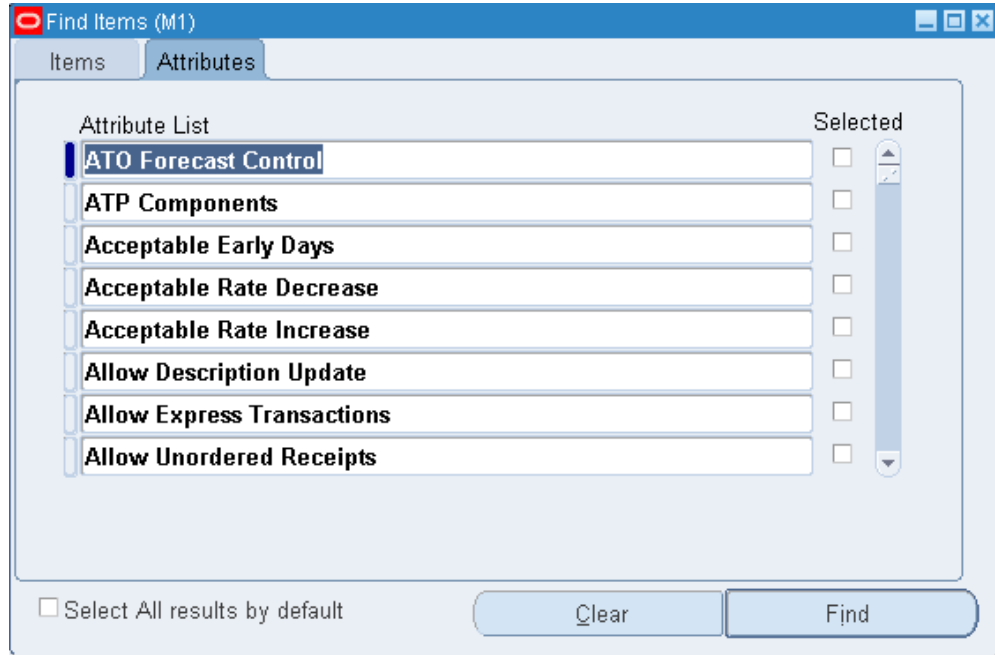 Find Items (M1)
Items Attributes
Attribute List Selected
ATO Forecast Control
ATP Components
Acceptable Early Days
Acceptable Rate Decrease
Acceptable Rate Increase
Allow Description Update
Allow Express Transactions
Allow Unordered Receipts
Select All results by default Clear Find